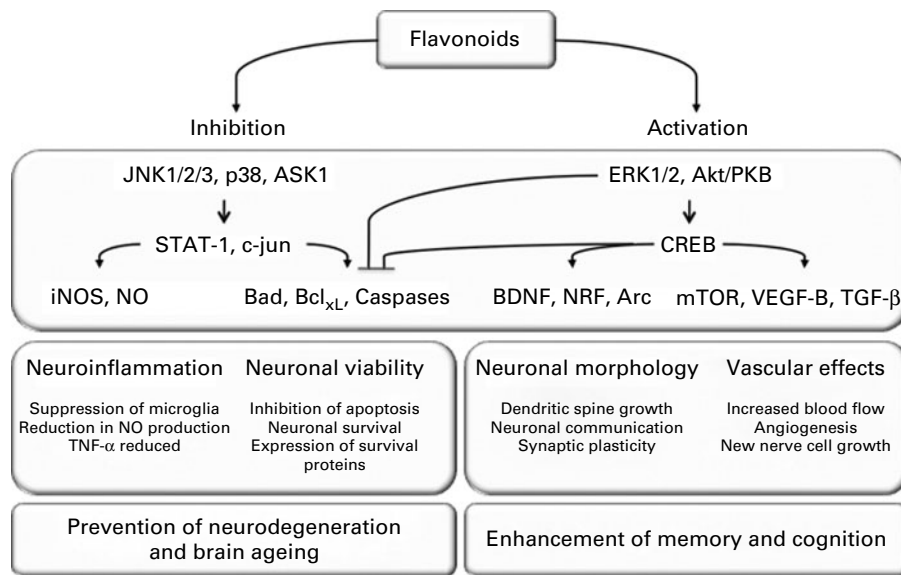 Flavonoids
Inhibition
Activation
JNK1/2/3, p38, ASK1
ERK1/2, Akt/PKB
STAT-1, c-jun
CREB
iNOS, NO
Bad, Bcl_xL, Caspases
BDNF, NRF, Arc
mTOR, VEGF-B, TGF-β
Neuroinflammation
Suppression of microglia
Reduction in NO production
TNF-α reduced
Neuronal viability
Inhibition of apoptosis
Neuronal survival
Expression of survival
proteins
Neuronal morphology
Dendritic spine growth
Neuronal communication
Synaptic plasticity
Vascular effects
Increased blood flow
Angiogenesis
New nerve cell growth
Prevention of neurodegeneration
and brain ageing
Enhancement of memory and cognition